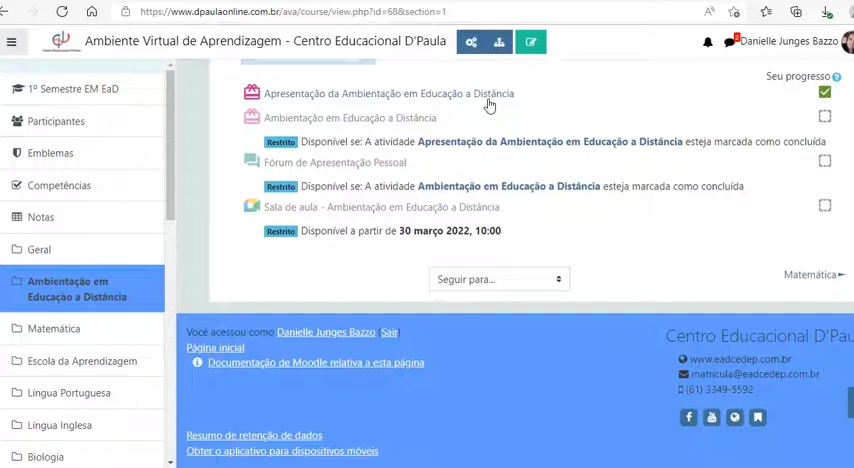 https://www.dpaulaonline.com.br/ava/course/view.php?id=68&section=1
Ambiente Virtual de Aprendizagem - Centro Educacional D'Paula
2
Danielle Junges Bazzo
1º Semestre EM EaD
Participantes
Emblemas
Competências
Notas
Geral
Ambientação em
Educação a Distância
Matemática
Escola da Aprendizagem
Língua Portuguesa
Língua Inglesa
Biologia
Seu progresso
Apresentação da Ambientação em Educação a Distância
Ambientação em Educação a Distância
Restrito Disponível se: A atividade Apresentação da Ambientação em Educação a Distância esteja marcada como concluída
Fórum de Apresentação Pessoal
Restrito Disponível se: A atividade Ambientação em Educação a Distância esteja marcada como concluída
Sala de aula - Ambientação em Educação a Distância
Restrito Disponível a partir de 30 março 2022, 10:00
Seguir para...
Matemática
Você acessou como Danielle Junges Bazzo (Sair)
Página inicial
Documentação de Moodle relativa a esta página
Resumo de retenção de dados
Obter o aplicativo para dispositivos móveis
Centro Educacional D'Pau
www.eadcedep.com.br
matricula@eadcedep.com.br
(61) 3349-5592